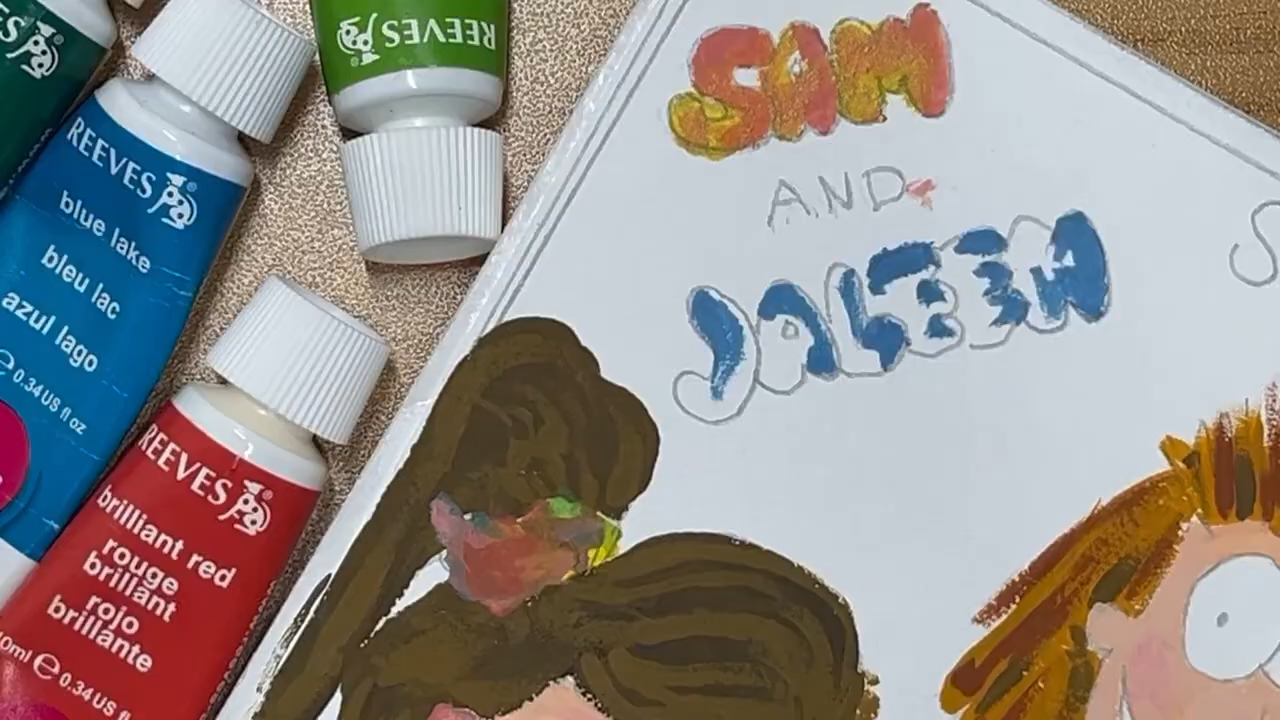 REEVES
REEVES
blue lake
bleu lac
azul lago
0.34 US fl oz
REEVES
brilliant red
rouge
brillant
rojo
brillante
10ml e 0.34 US fl
SAM
AND
JOLEEN
S